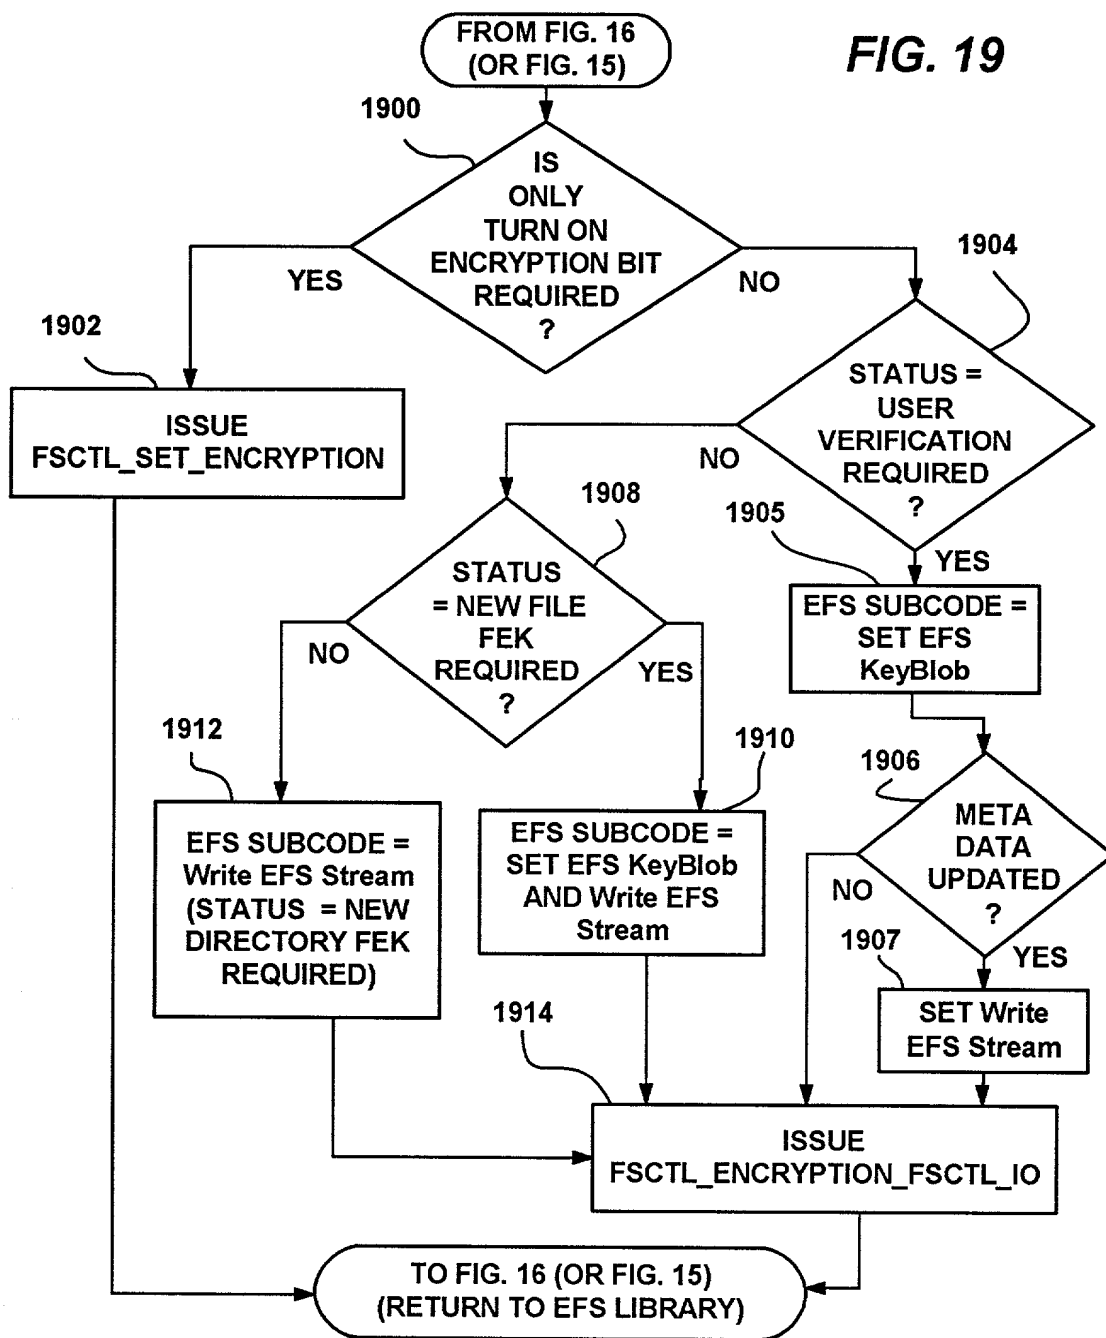 FROM FIG. 16
(OR FIG. 15)
FIG. 19
1900
IS
ONLY
TURN ON
ENCRYPTION BIT
REQUIRED
?
YES
NO
1902
ISSUE
FSCTL_SET_ENCRYPTION
1904
STATUS =
USER
VERIFICATION
REQUIRED
?
NO
YES
1905
EFS SUBCODE =
SET EFS
KeyBlob
1908
STATUS
= NEW FILE
FEK
REQUIRED
?
NO
YES
1912
EFS SUBCODE =
Write EFS Stream
(STATUS = NEW
DIRECTORY FEK
REQUIRED)
1910
EFS SUBCODE =
SET EFS KeyBlob
AND Write EFS
Stream
1906
META
DATA
UPDATED
?
NO
YES
1907
SET Write
EFS Stream
1914
ISSUE
FSCTL_ENCRYPTION_FSCTL_IO
TO FIG. 16 (OR FIG. 15)
(RETURN TO EFS LIBRARY)